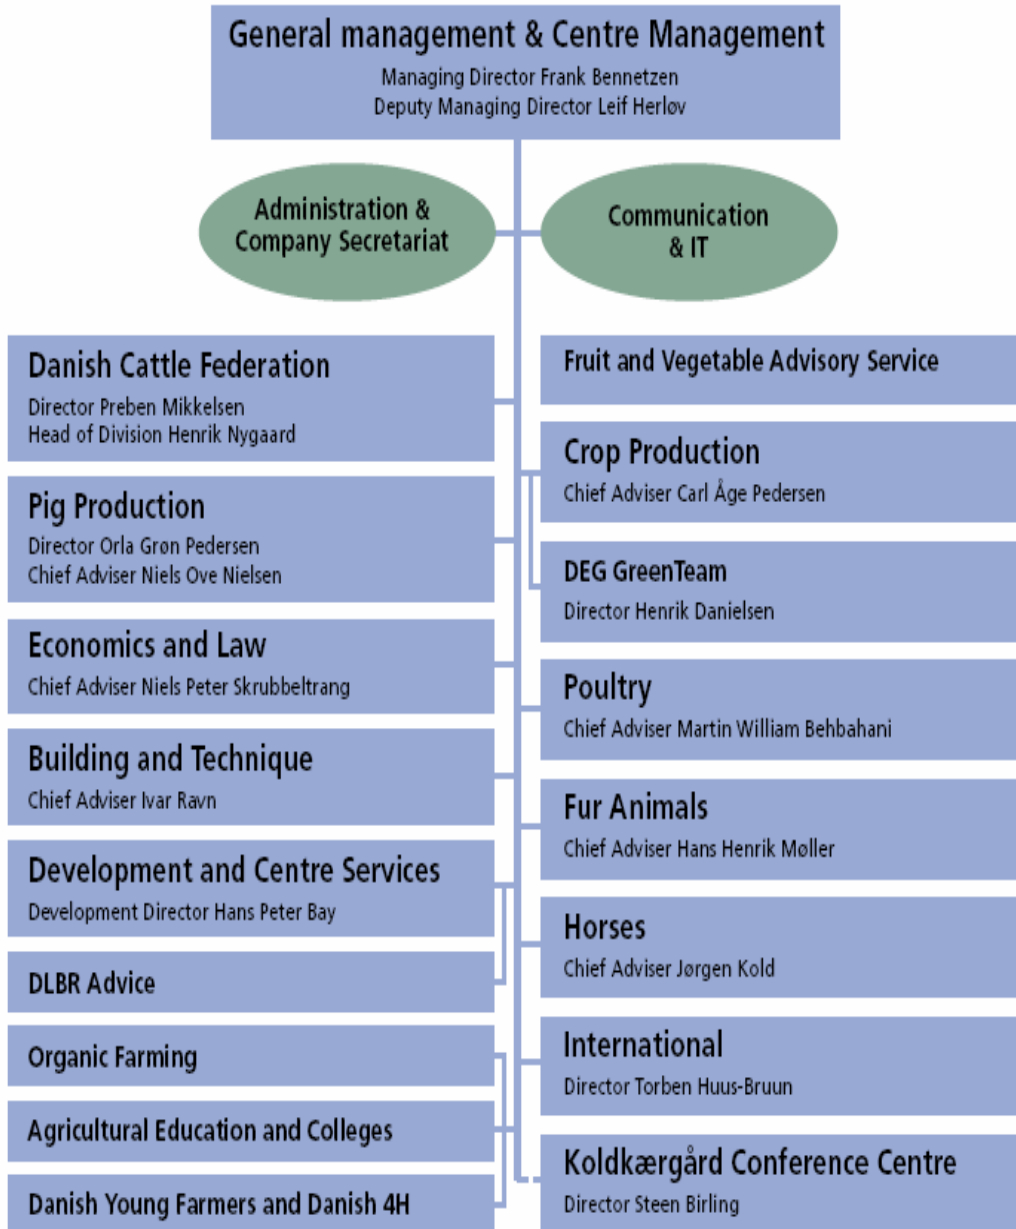 General management & Centre Management
Managing Director Frank Bennetzen
Deputy Managing Director Leif Herløv
Administration &
Company Secretariat
Communication
& IT
Danish Cattle Federation
Director Preben Mikkelsen
Head of Division Henrik Nygaard
Pig Production
Director Orla Grøn Pedersen
Chief Adviser Niels Ove Nielsen
Economics and Law
Chief Adviser Niels Peter Skrubbeltrang
Building and Technique
Chief Adviser Ivar Ravn
Development and Centre Services
Development Director Hans Peter Bay
DLBR Advice
Organic Farming
Agricultural Education and Colleges
Danish Young Farmers and Danish 4H
Fruit and Vegetable Advisory Service
Crop Production
Chief Adviser Carl Åge Pedersen
DEG GreenTeam
Director Henrik Danielsen
Poultry
Chief Adviser Martin William Behbahani
Fur Animals
Chief Adviser Hans Henrik Møller
Horses
Chief Adviser Jørgen Kold
International
Director Torben Huus-Bruun
Koldkærgård Conference Centre
Director Steen Birling